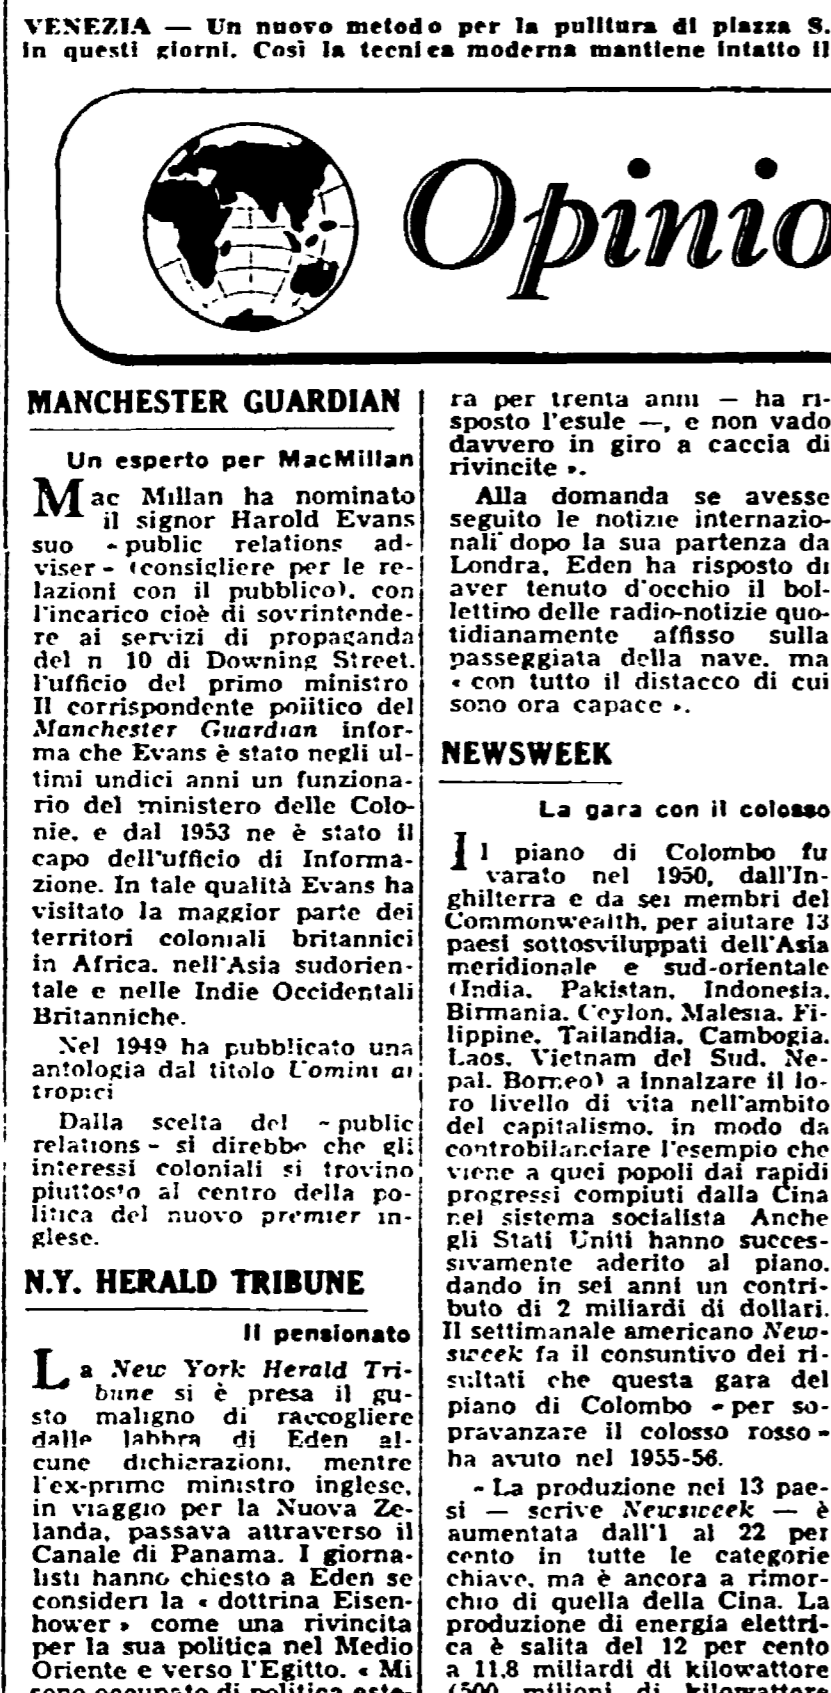 VENEZIA — Un nuovo metodo per la pulitura di piazza S.
in questi giorni. Così la tecnica moderna mantiene intatto il
Opinio
MANCHESTER GUARDIAN
Un esperto per MacMillan
Mac Millan ha nominato
il signor Harold Evans
suo «public relations ad-
viser» (consigliere per le re-
lazioni con il pubblico), con
l'incarico cioè di sovrintende-
re ai servizi di propaganda
del n 10 di Downing Street,
l'ufficio del primo ministro
Il corrispondente politico del
Manchester Guardian infor-
ma che Evans è stato negli ul-
timi undici anni un funziona-
rio del ministero delle Colo-
nie, e dal 1953 ne è stato il
capo dell'ufficio di Informa-
zione. In tale qualità Evans ha
visitato la maggior parte dei
territori coloniali britannici
in Africa, nell'Asia sudorien-
tale e nelle Indie Occidentali
Britanniche.
Nel 1949 ha pubblicato una
antologia dal titolo Uomini ai
tropici
Dalla scelta del «public
relations» si direbbe che gli
interessi coloniali si trovino
piuttosto al centro della po-
litica del nuovo premier in-
glese.
N.Y. HERALD TRIBUNE
Il pensionato
La New York Herald Tri-
bune si è presa il gu-
sto maligno di raccogliere
dalle labbra di Eden al-
cune dichiarazioni, mentre
l'ex-primo ministro inglese,
in viaggio per la Nuova Ze-
landa, passava attraverso il
Canale di Panama. I giorna-
listi hanno chiesto a Eden se
consideri la «dottrina Eisen-
hower» come una rivincita
per la sua politica nel Medio
Oriente e verso l'Egitto. «Mi
sono occupato di politica este-
ra per trenta anni — ha ri-
sposto l'esule —, e non vado
davvero in giro a caccia di
rivincite».
Alla domanda se avesse
seguito le notizie internazio-
nali dopo la sua partenza da
Londra, Eden ha risposto di
aver tenuto d'occhio il bol-
lettino delle radio-notizie quo-
tidianamente affisso sulla
passeggiata della nave, ma
«con tutto il distacco di cui
sono ora capace».
NEWSWEEK
La gara con il colosso
Il piano di Colombo fu
varato nel 1950, dall'In-
ghilterra e da sei membri del
Commonwealth, per aiutare 13
paesi sottosviluppati dell'Asia
meridionale e sud-orientale
(India, Pakistan, Indonesia,
Birmania, Ceylon, Malesia, Fi-
lippine, Tailandia, Cambogia,
Laos, Vietnam del Sud, Ne-
pal, Borneo) a innalzare il lo-
ro livello di vita nell'ambito
del capitalismo, in modo da
controbilanciare l'esempio che
viene a quei popoli dai rapidi
progressi compiuti dalla Cina
nel sistema socialista Anche
gli Stati Uniti hanno succes-
sivamente aderito al piano,
dando in sei anni un contri-
buto di 2 miliardi di dollari.
Il settimanale americano New-
sweek fa il consuntivo dei ri-
sultati che questa gara del
piano di Colombo «per so-
pravanzare il colosso rosso»
ha avuto nel 1955-56.
«La produzione nei 13 pae-
si — scrive Newsweek — è
aumentata dall'1 al 22 per
cento in tutte le categorie
chiave, ma è ancora a rimor-
chio di quella della Cina. La
produzione di energia elettri-
ca è salita del 12 per cento
a 11,8 miliardi di kilowattore
(500 milioni di kilowattore